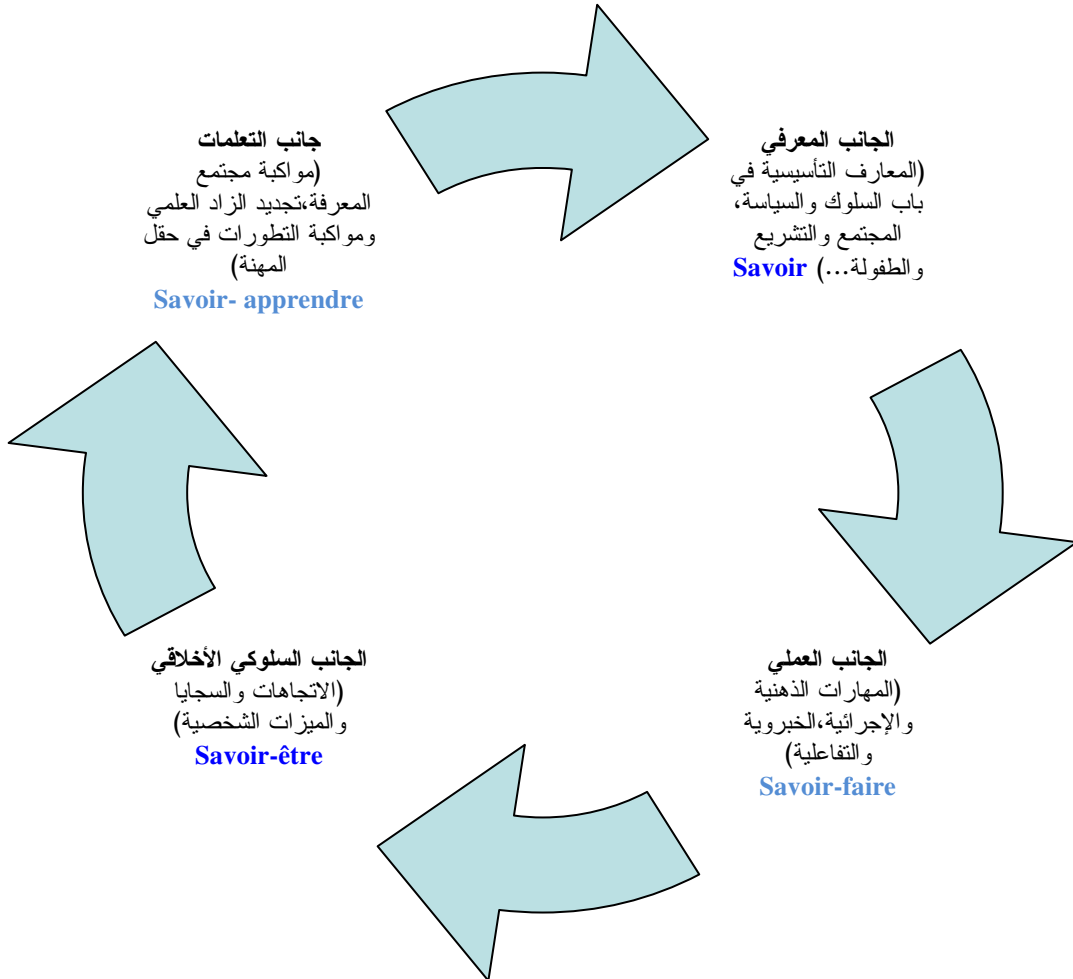 جانب التعلمات
(مواكبة مجتمع
المعرفة،تجديد الزاد العلمي
ومواكبة التطورات في حقل
المهنة)
Savoir- apprendre
الجانب المعرفي
(المعارف التأسيسية في
باب السلوك والسياسة،
المجتمع والتشريع
والطفولة...) Savoir
الجانب السلوكي الأخلاقي
(الاتجاهات والسجايا
والميزات الشخصية)
Savoir-être
الجانب العملي
(المهارات الذهنية
والإجرائية،الخبروية
والتفاعلية)
Savoir-faire